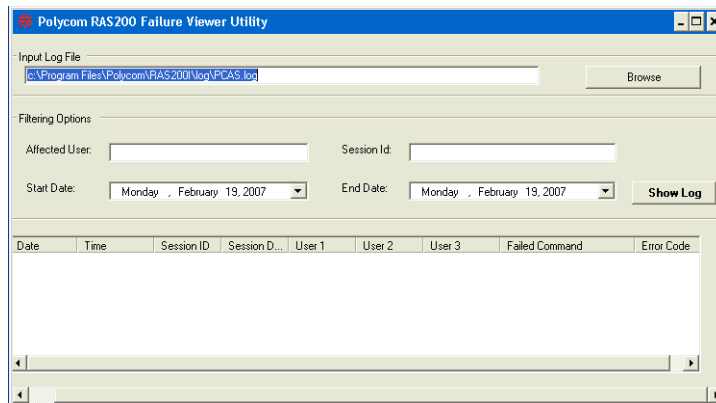 Polycom RAS200 Failure Viewer Utility
Input Log File
c:\Program Files\Polycom\RAS200I\log\PCAS.log
Browse
Filtering Options
Affected User:
Session Id:
Start Date:
Monday , February 19, 2007
End Date:
Monday , February 19, 2007
Show Log
Date Time Session ID Session D... User 1 User 2 User 3 Failed Command Error Code